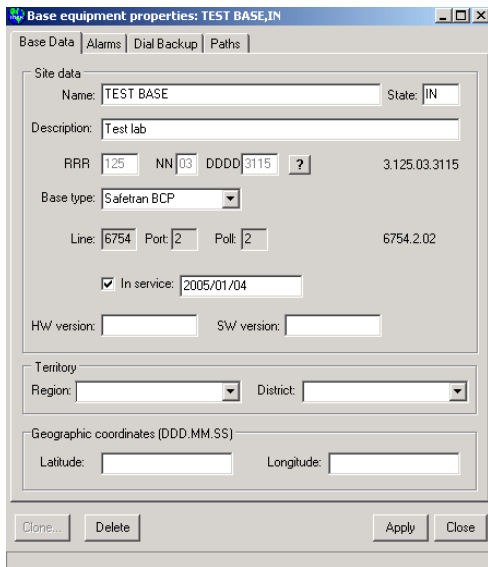 Base equipment properties: TEST BASE,IN
Base Data Alarms Dial Backup Paths
Site data
Name: TEST BASE State: IN
Description: Test lab
RRR 125 NN 03 DDDD 3115 ? 3.125.03.3115
Base type: Safetran BCP
Line: 6754 Port: 2 Poll: 2 6754.2.02
In service: 2005/01/04
HW version: SW version:
Territory
Region: District:
Geographic coordinates (DDD.MM.SS)
Latitude: Longitude:
Clone... Delete Apply Close